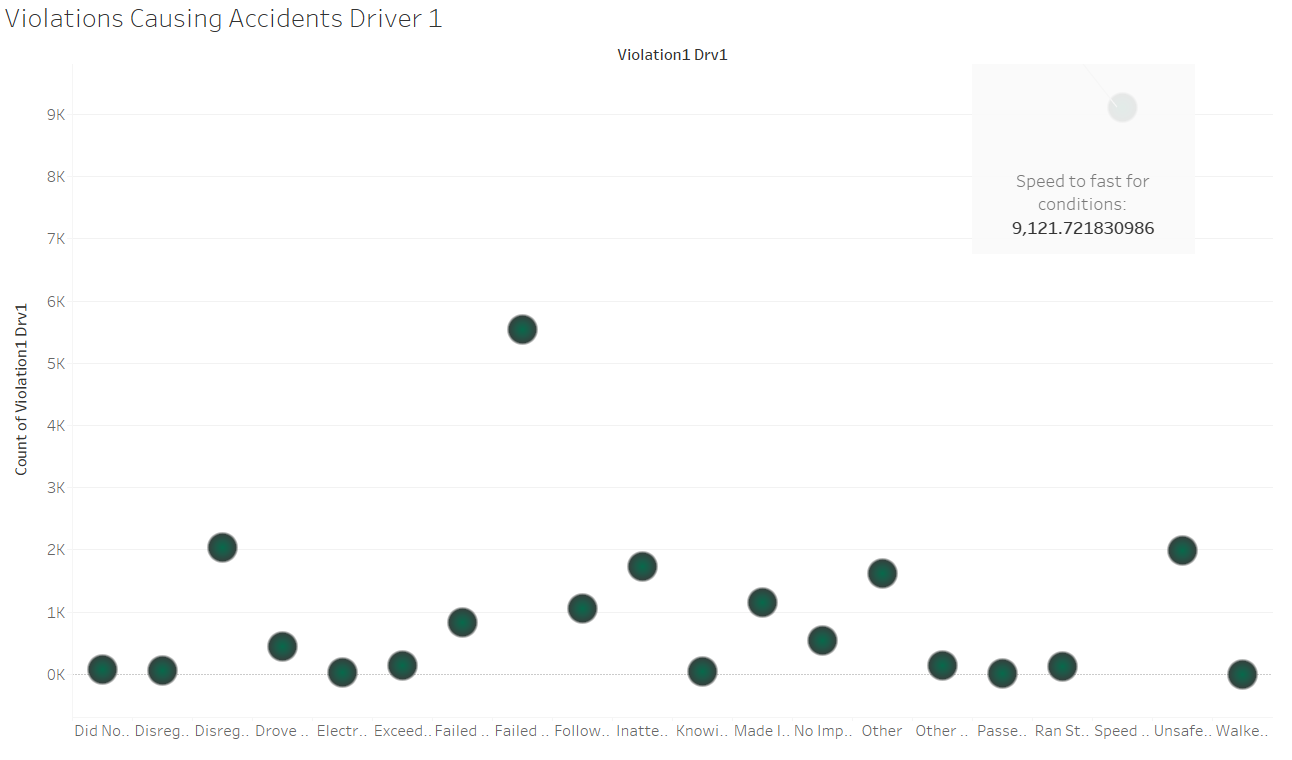 Violations Causing Accidents Driver 1
Violation1 Drv1
9K
8K
7K
6K
5K
4K
3K
2K
1K
0K
Count of Violation1 Drv1
Speed to fast for
conditions:
9,121.721830986
Did No.. Disreg.. Disreg.. Drove .. Electr.. Exceed.. Failed .. Failed .. Follow.. Inatte.. Knowi.. Made I.. No Imp.. Other Other .. Passe.. Ran St.. Speed .. Unsafe.. Walke..